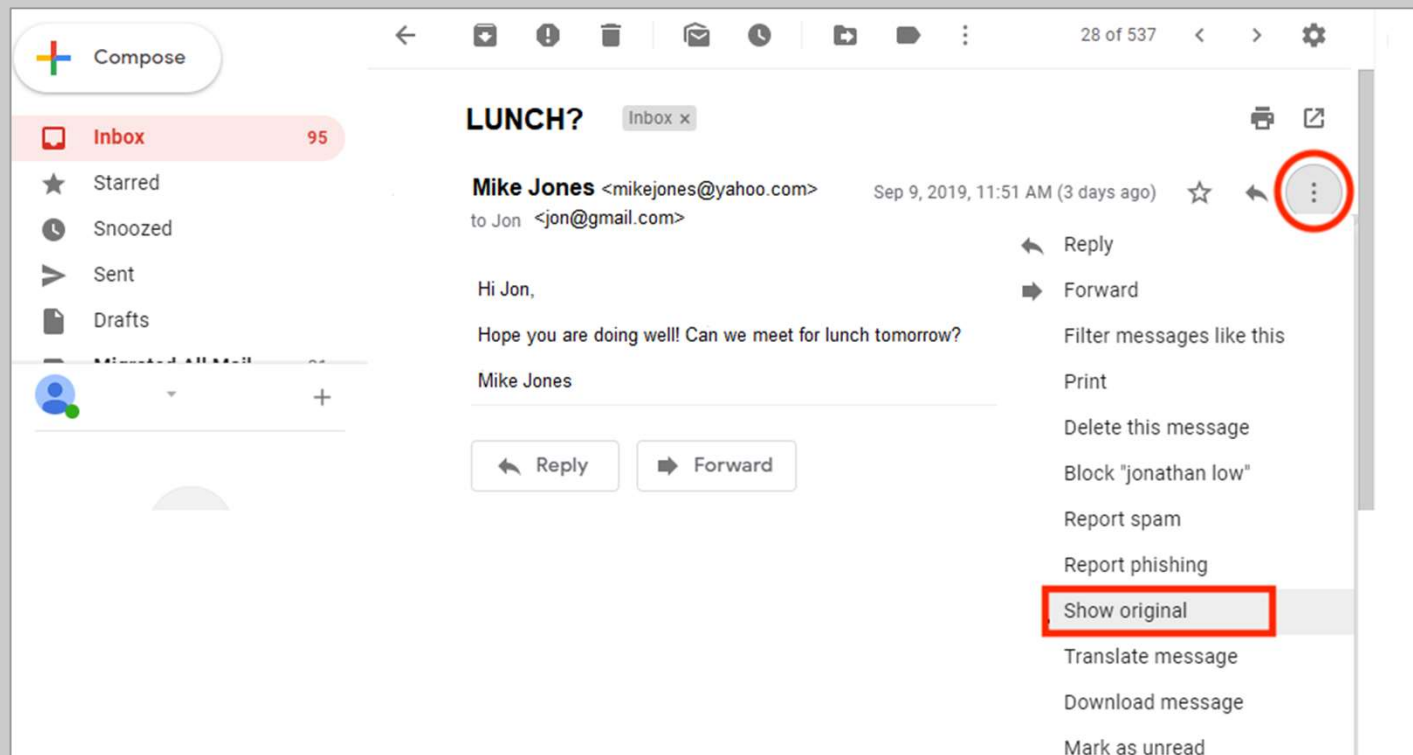 Compose
28 of 537
LUNCH?
Inbox x
Inbox 95
Starred
Snoozed
Sent
Drafts
Mike Jones <mikejones@yahoo.com> Sep 9, 2019, 11:51 AM (3 days ago)
to Jon <jon@gmail.com>
Hi Jon,
Hope you are doing well! Can we meet for lunch tomorrow?
Mike Jones
Reply
Forward
Reply
Forward
Filter messages like this
Print
Delete this message
Block "jonathan low"
Report spam
Report phishing
Show original
Translate message
Download message
Mark as unread